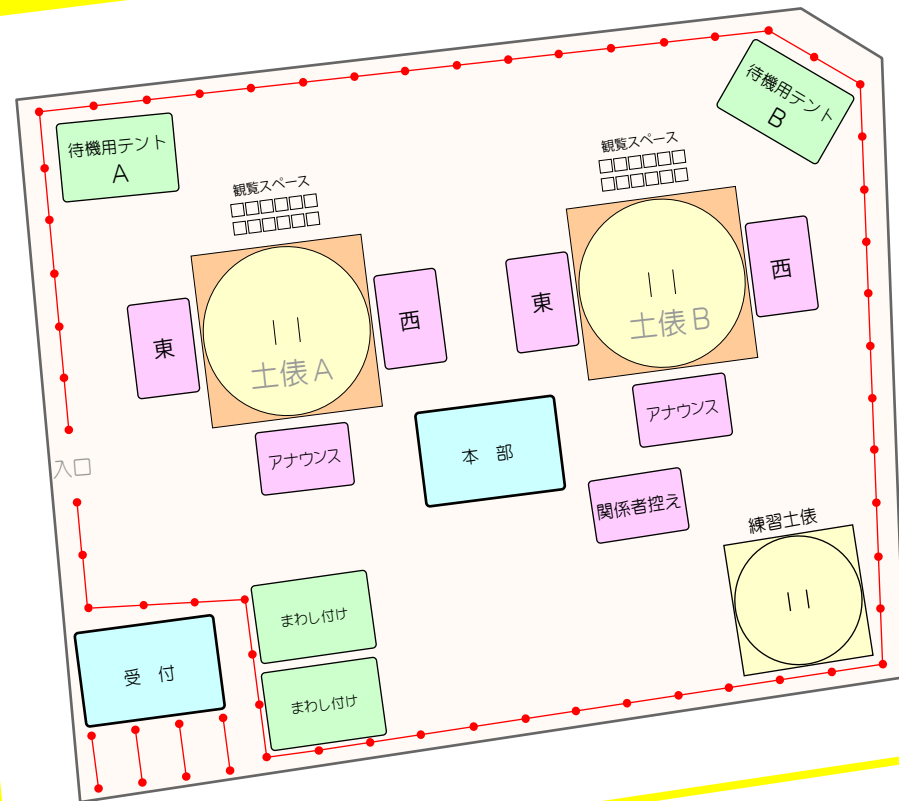 待機用テント
B
待機用テント
A
観覧スペース
観覧スペース
東
西
土俵B
東
西
土俵A
アナウンス
アナウンス
本 部
入口
関係者控え
練習土俵
まわし付け
受 付
まわし付け